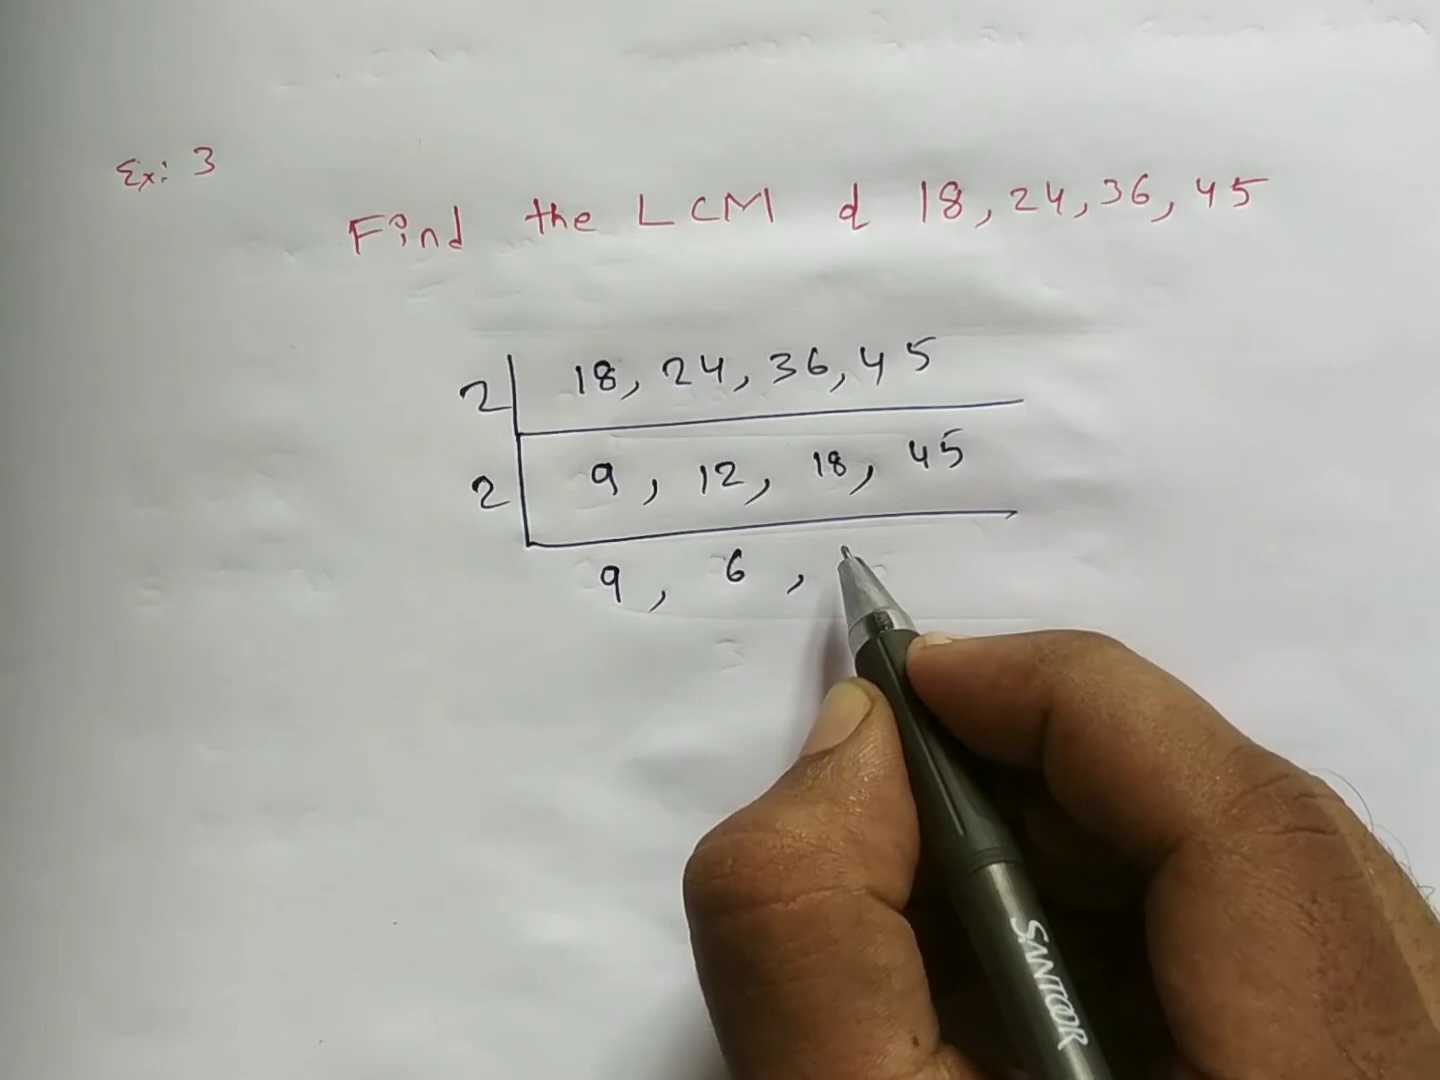 Ex: 3
Find the LCM of 18, 24, 36, 45
2 18, 24, 36, 45
2 9, 12, 18, 45
9, 6,
SANTOOR